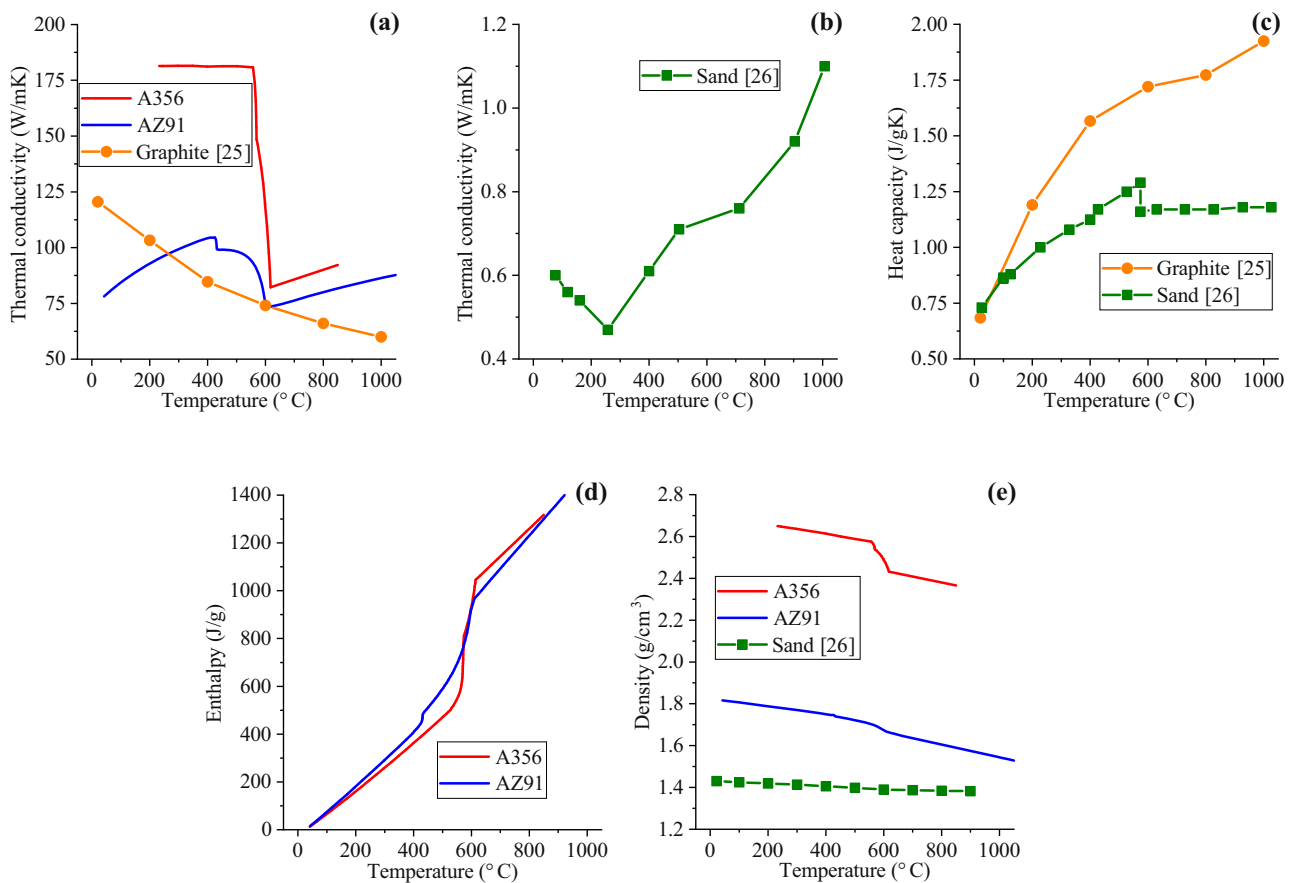 (a)
200
175
150
125
100
75
50
Thermal conductivity (W/mK)
A356
AZ91
Graphite [25]
0 200 400 600 800 1000
Temperature (° C)
(b)
1.2
1.0
0.8
0.6
0.4
Thermal conductivity (W/mK)
Sand [26]
0 200 400 600 800 1000
Temperature (° C)
(c)
2.00
1.75
1.50
1.25
1.00
0.75
0.50
Heat capacity (J/gK)
Graphite [25]
Sand [26]
0 200 400 600 800 1000
Temperature (° C)
(d)
1400
1200
1000
800
600
400
200
0
Enthalpy (J/g)
A356
AZ91
0 200 400 600 800 1000
Temperature (° C)
(e)
2.8
2.6
2.4
2.2
2.0
1.8
1.6
1.4
1.2
Density (g/cm³)
A356
AZ91
Sand [26]
0 200 400 600 800 1000
Temperature (° C)